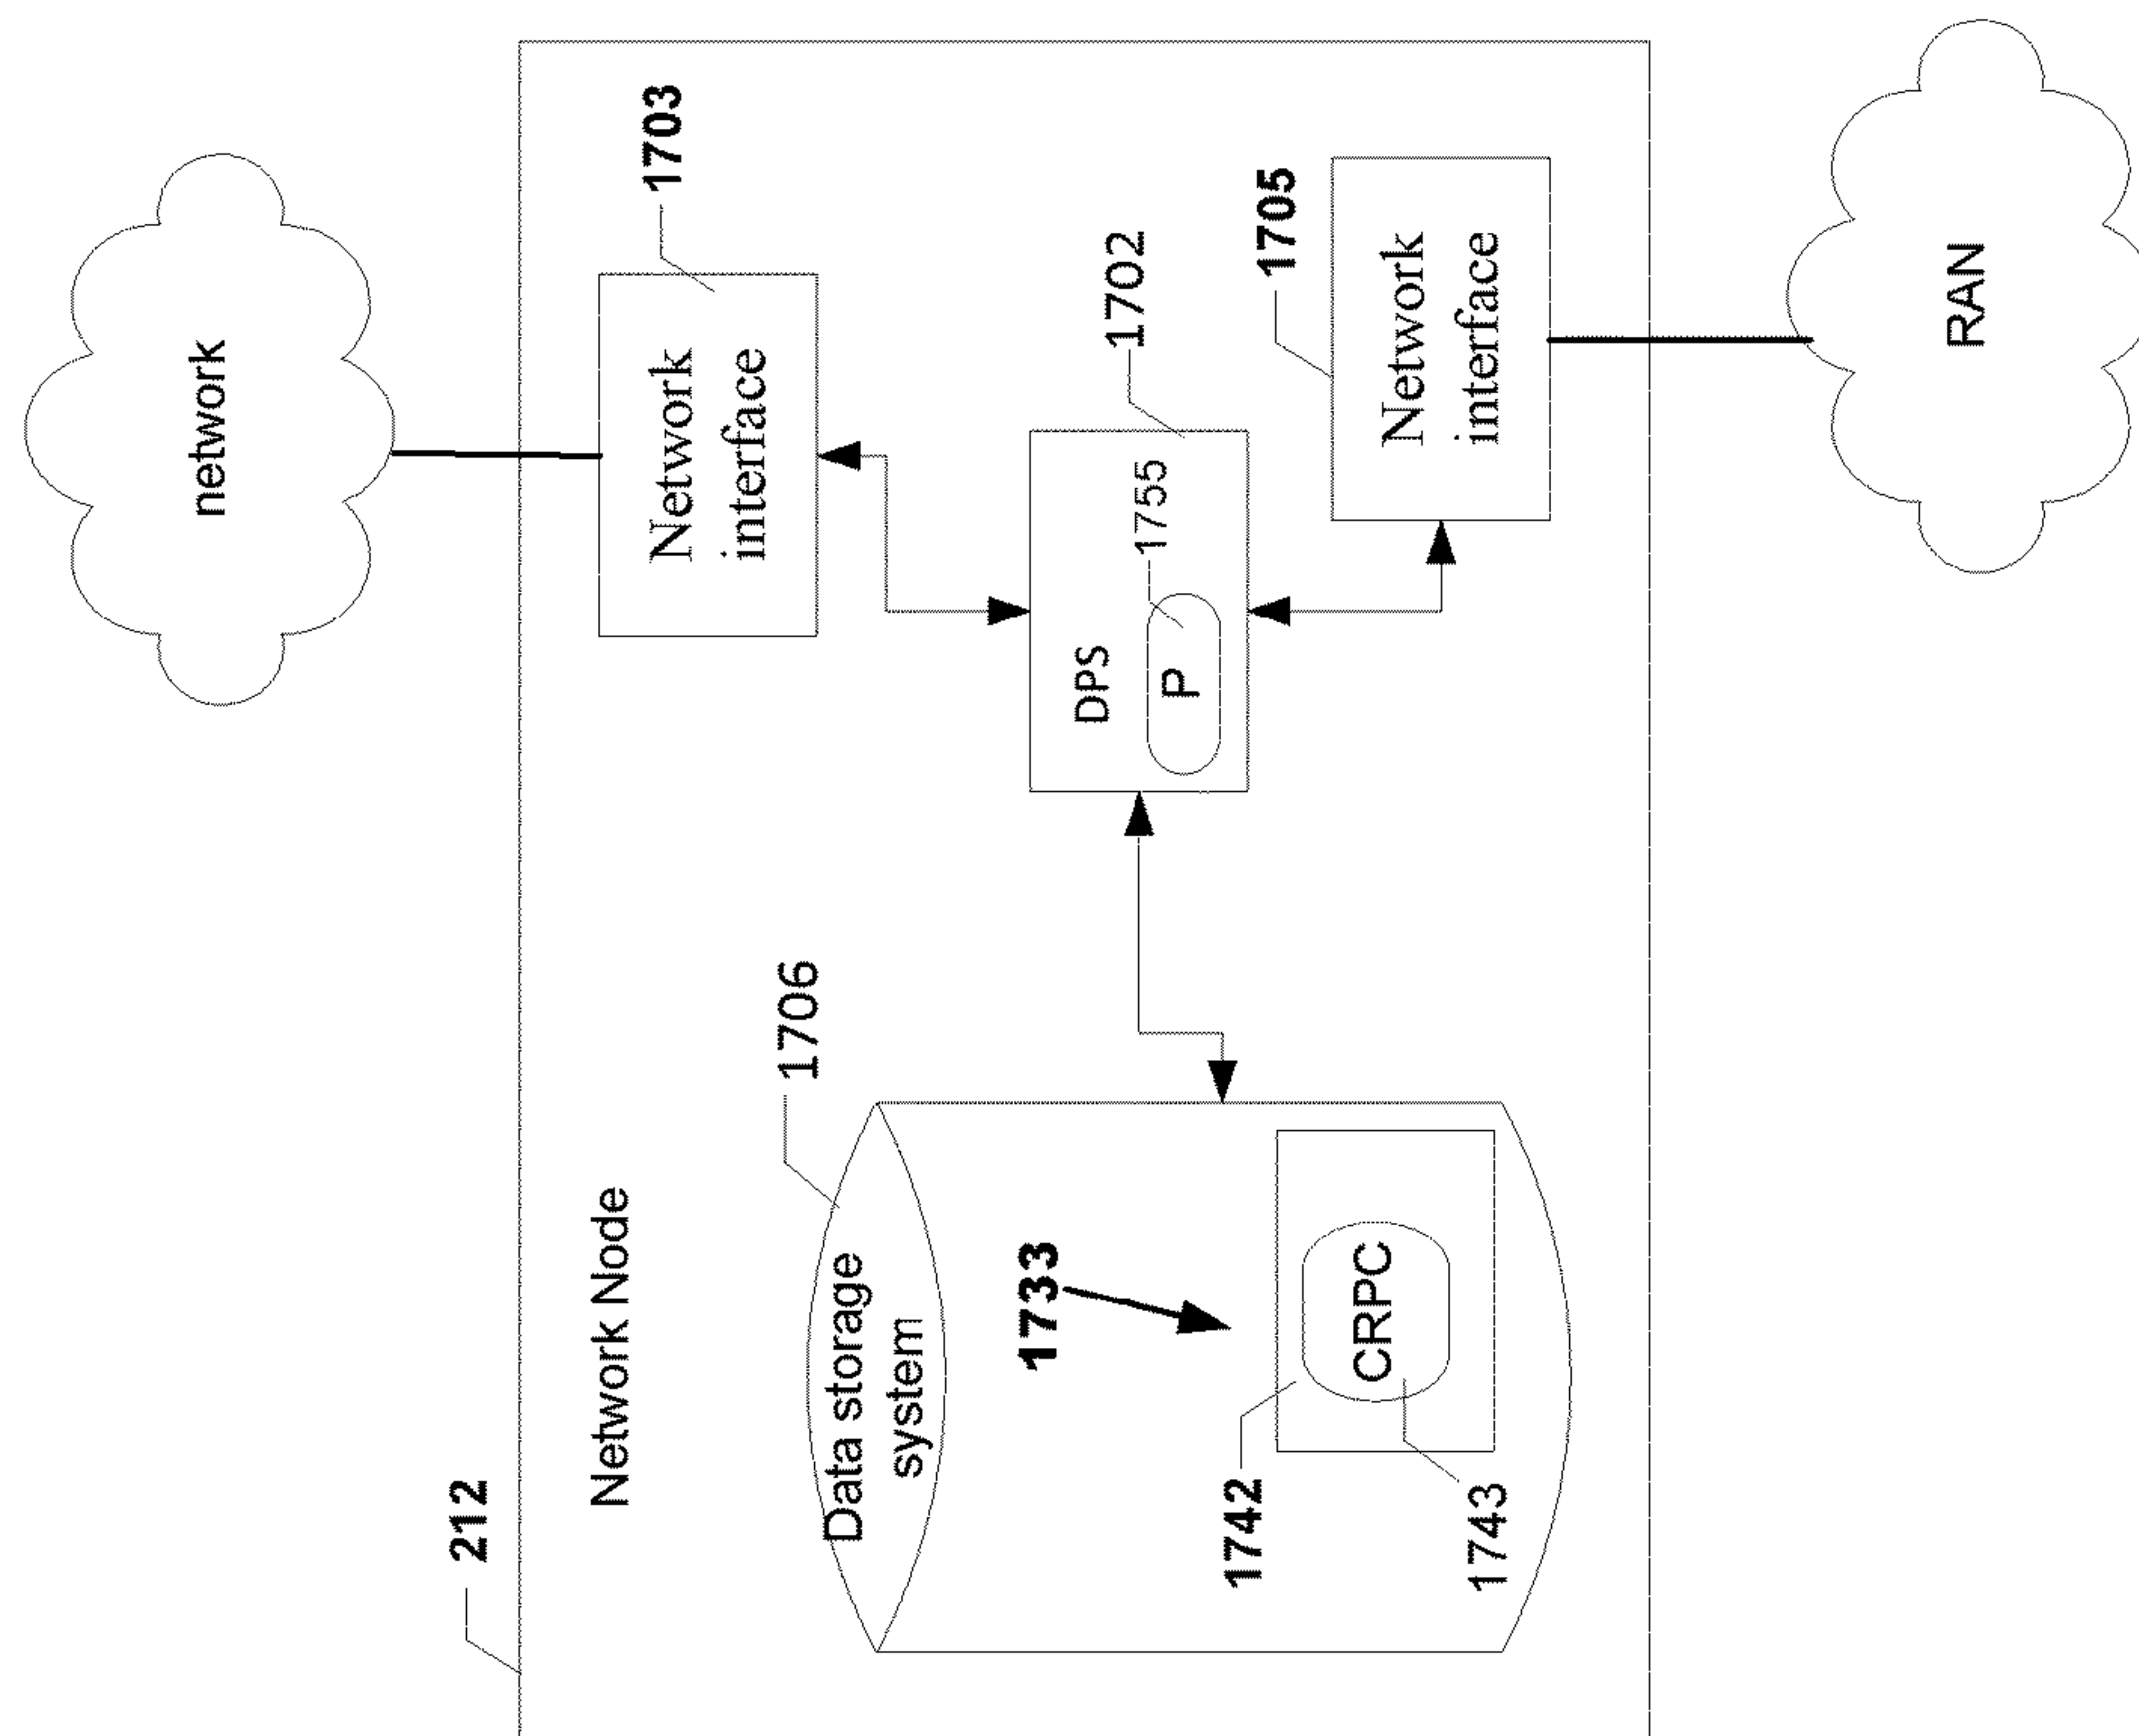 network
212
Network Node
1703
Network
interface
1706
Data storage
system
1733
DPS
1702
1755
P
1742
1705
CRPC
Network
interface
1743
RAN